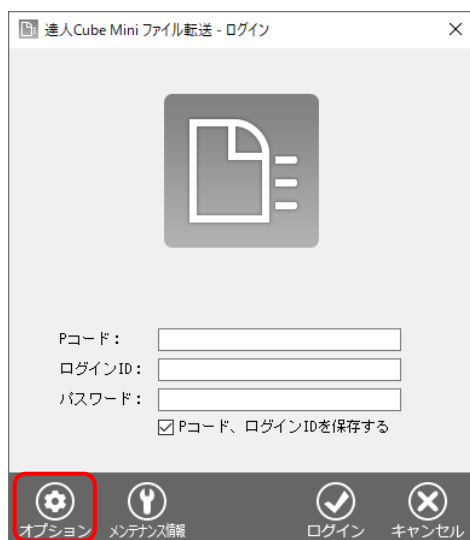 達人Cube Mini ファイル転送 - ログイン
Pコード：
ログインID：
パスワード：
Pコード、ログインIDを保存する
オプション
メンテナンス情報
ログイン
キャンセル